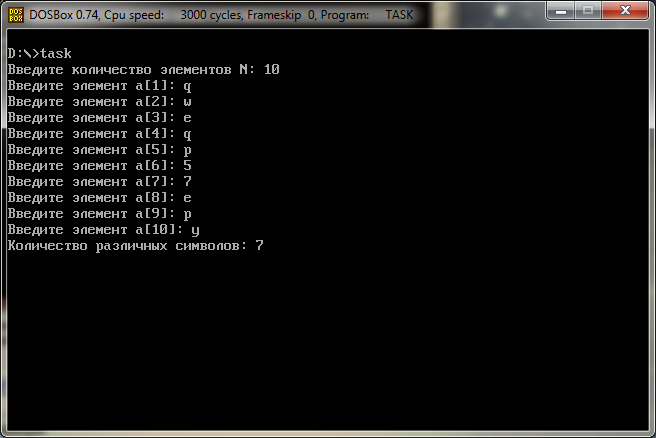 DOS
BOX
DOSBox 0.74, Cpu speed: 3000 cycles, Frameskip 0, Program: TASK
D:\>task
Введите количество элементов N: 10
Введите элемент a[1]: q
Введите элемент a[2]: w
Введите элемент a[3]: e
Введите элемент a[4]: q
Введите элемент a[5]: p
Введите элемент a[6]: 5
Введите элемент a[7]: 7
Введите элемент a[8]: e
Введите элемент a[9]: p
Введите элемент a[10]: y
Количество различных символов: 7